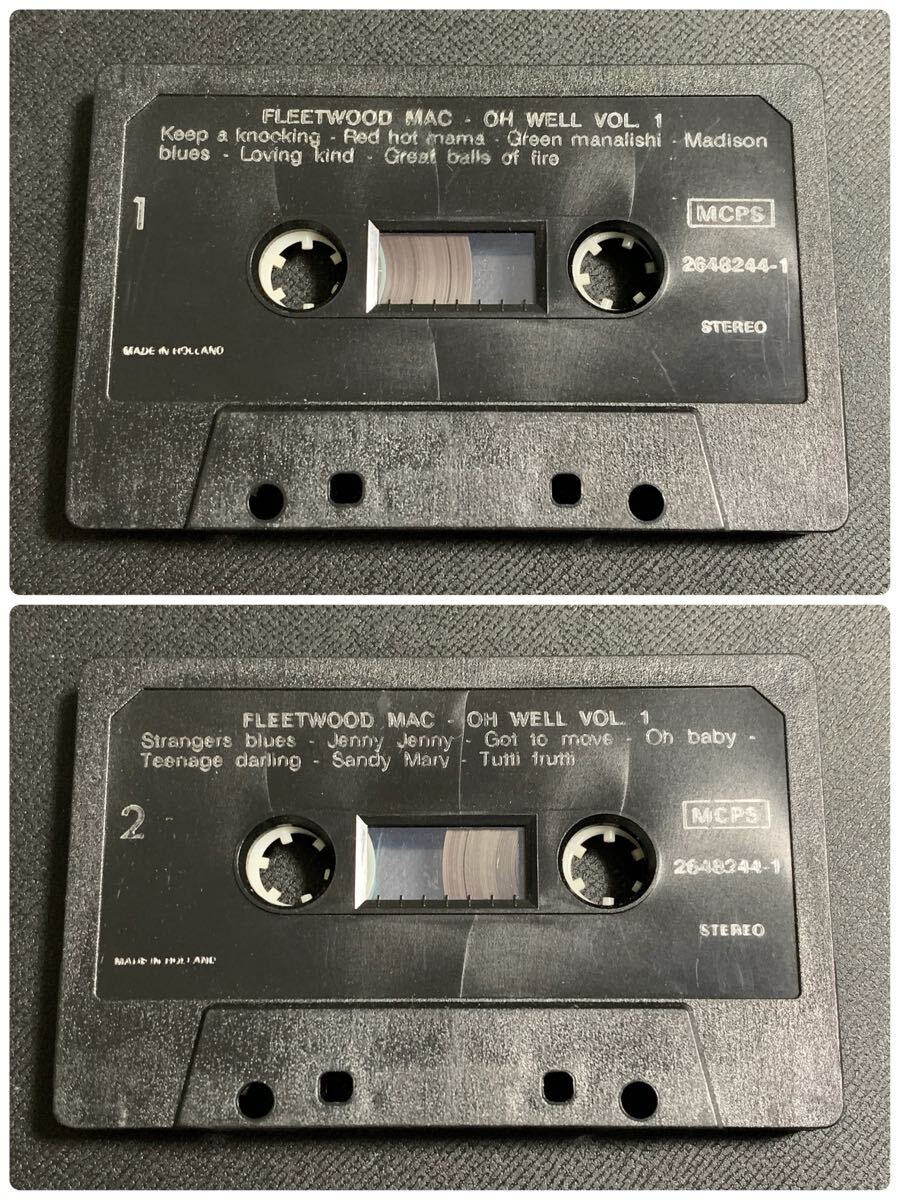 FLEETWOOD MAC - OH WELL VOL. 1
Keep a knocking - Red hot mama - Green manalishi - Madison
blues - Loving kind - Great balls of fire
1
MCPS
2648244-1
STEREO
MADE IN HOLLAND
FLEETWOOD MAC - OH WELL VOL. 1
Strangers blues - Jenny Jenny - Got to move - Oh baby -
Teenage darling - Sandy Mary - Tutti frutti
2
MCPS
2648244-1
STEREO
MADE IN HOLLAND